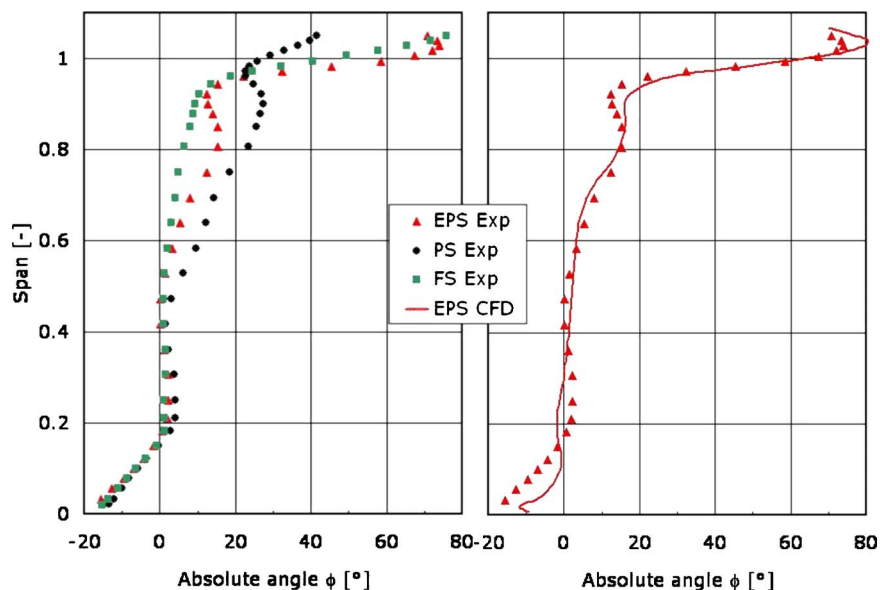 1
0.8
0.6
0.4
0.2
0
Span [-]
-20 0 20 40 60 80
Absolute angle ϕ [°]
EPS Exp
PS Exp
FS Exp
EPS CFD
-20 0 20 40 60 80
Absolute angle ϕ [°]